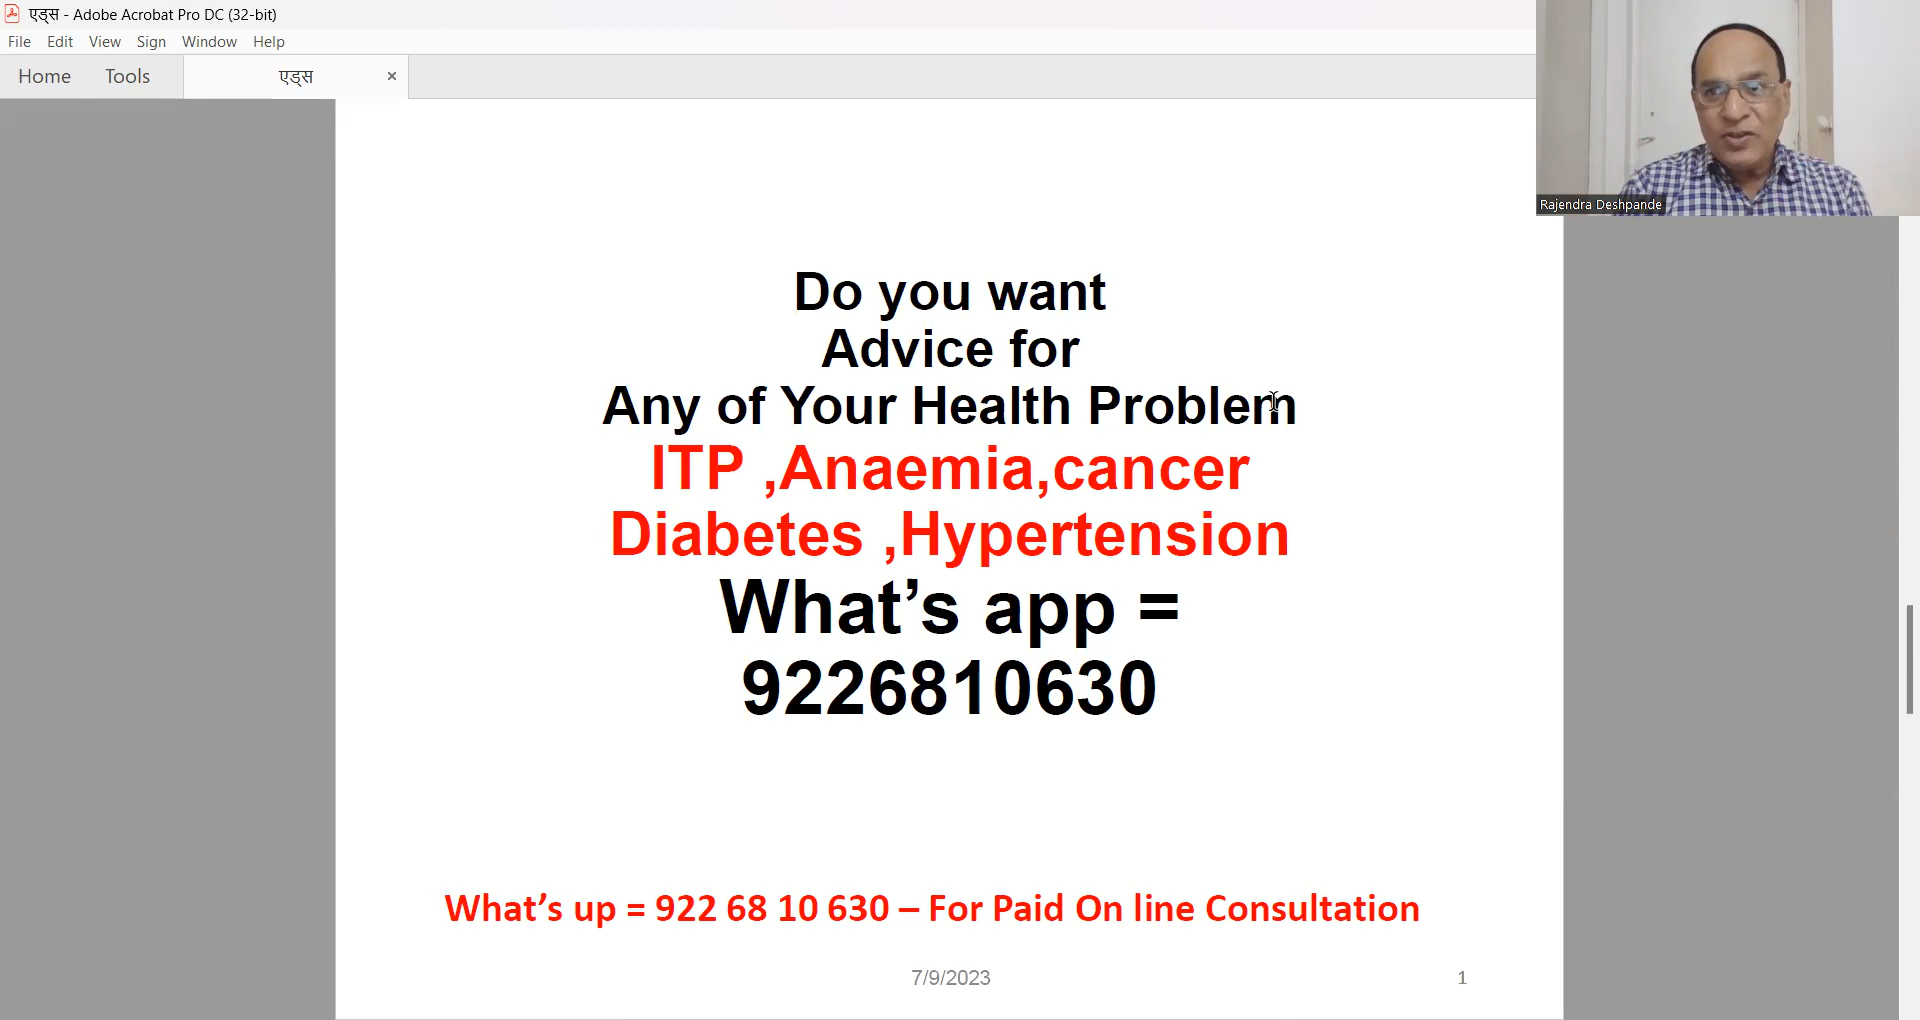 एड्स - Adobe Acrobat Pro DC (32-bit)
File Edit View Sign Window Help
Home Tools एड्स ×
Rajendra Deshpande
Do you want
Advice for
Any of Your Health Problem
ITP ,Anaemia,cancer
Diabetes ,Hypertension
What’s app =
9226810630
What’s up = 922 68 10 630 – For Paid On line Consultation
7/9/2023 1